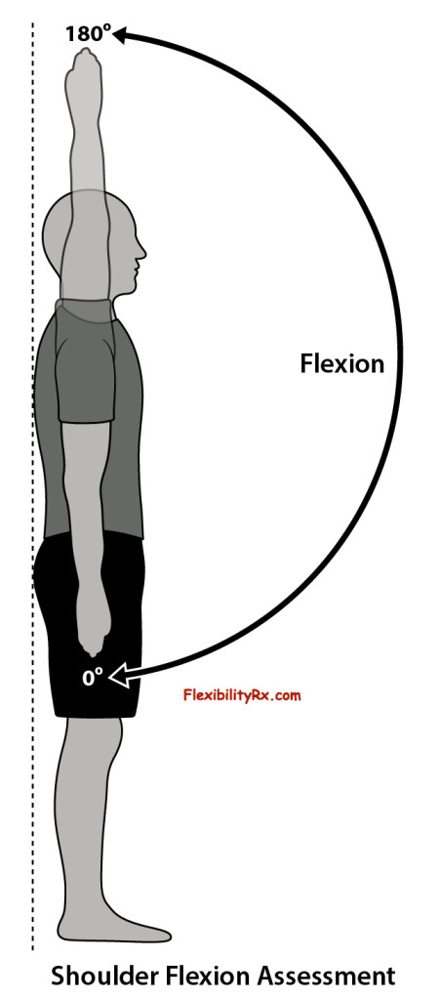 180°
Flexion
0°
FlexibilityRx.com
Shoulder Flexion Assessment